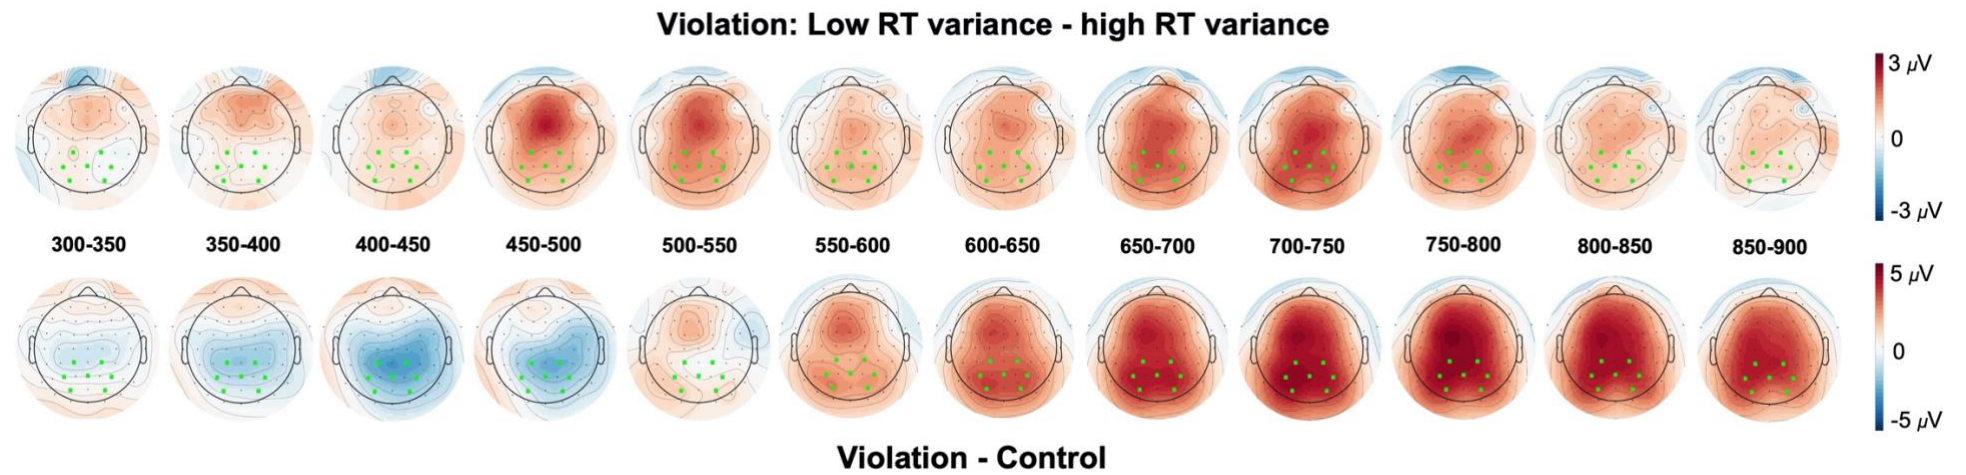 Violation: Low RT variance - high RT variance
3 µV
0
-3 µV
300-350 350-400 400-450 450-500 500-550 550-600 600-650 650-700 700-750 750-800 800-850 850-900
5 µV
0
-5 µV
Violation - Control